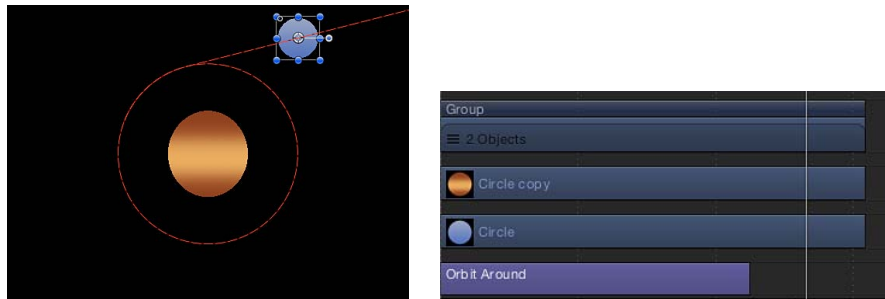 Group
2 Objects
Circle copy
Circle
Orbit Around